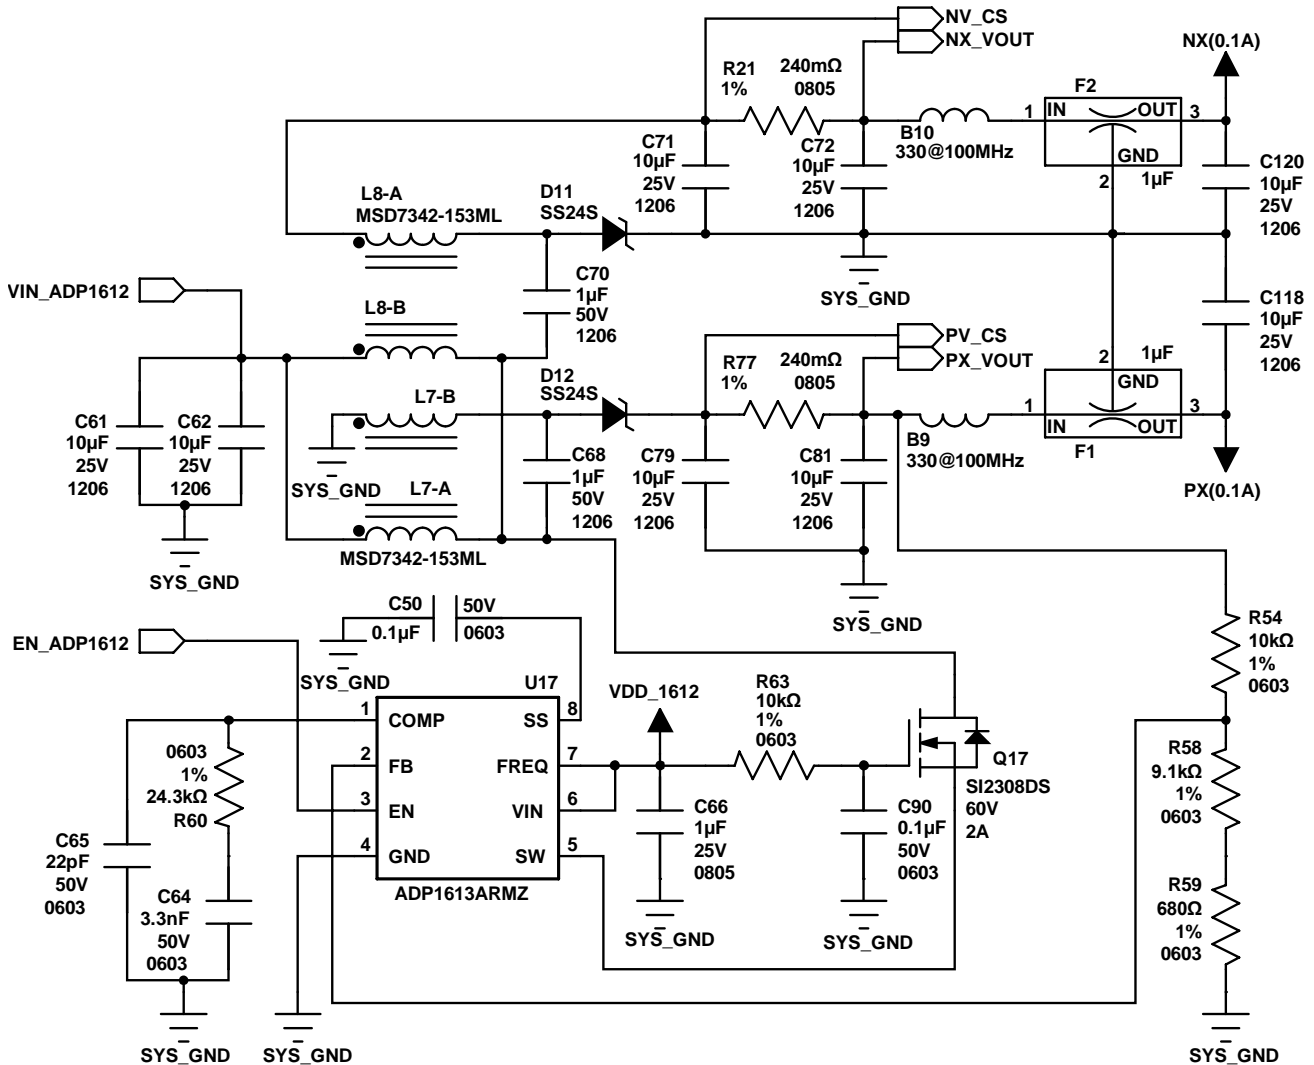 NV_CS
NX_VOUT
NX(0.1A)
R21
1%
240mΩ
0805
F2
1
IN
OUT
3
GND
2
1µF
B10
330@100MHz
C71
10µF
25V
1206
C72
10µF
25V
1206
C120
10µF
25V
1206
L8-A
MSD7342-153ML
D11
SS24S
SYS_GND
VIN_ADP1612
C70
1µF
50V
1206
L8-B
C118
10µF
25V
1206
PV_CS
PX_VOUT
R77
1%
240mΩ
0805
2
1µF
GND
1
IN
OUT
3
F1
D12
SS24S
L7-B
B9
330@100MHz
C61
10µF
25V
1206
C62
10µF
25V
1206
SYS_GND
C68
1µF
50V
1206
C79
10µF
25V
1206
C81
10µF
25V
1206
PX(0.1A)
L7-A
MSD7342-153ML
SYS_GND
SYS_GND
C50
0.1µF
50V
0603
EN_ADP1612
SYS_GND
R54
10kΩ
1%
0603
U17
1
COMP
SS
8
2
FB
FREQ
7
3
EN
VIN
6
4
GND
SW
5
ADP1613ARMZ
VDD_1612
R63
10kΩ
1%
0603
Q17
SI2308DS
60V
2A
0603
1%
24.3kΩ
R60
C65
22pF
50V
0603
C64
3.3nF
50V
0603
C66
1µF
25V
0805
C90
0.1µF
50V
0603
R58
9.1kΩ
1%
0603
R59
680Ω
1%
0603
SYS_GND
SYS_GND
SYS_GND
SYS_GND
SYS_GND